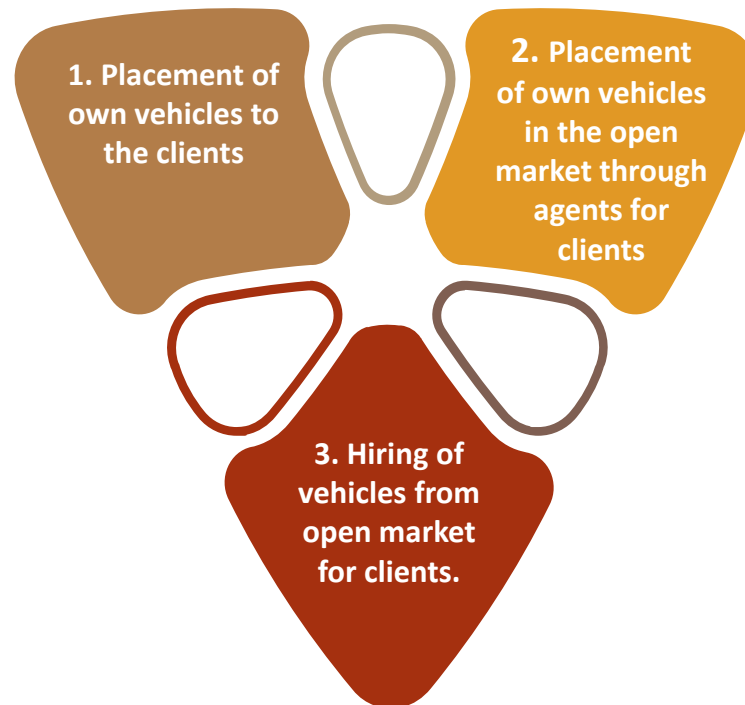 1. Placement of
own vehicles to
the clients
2. Placement
of own vehicles
in the open
market through
agents for
clients
3. Hiring of
vehicles from
open market
for clients.